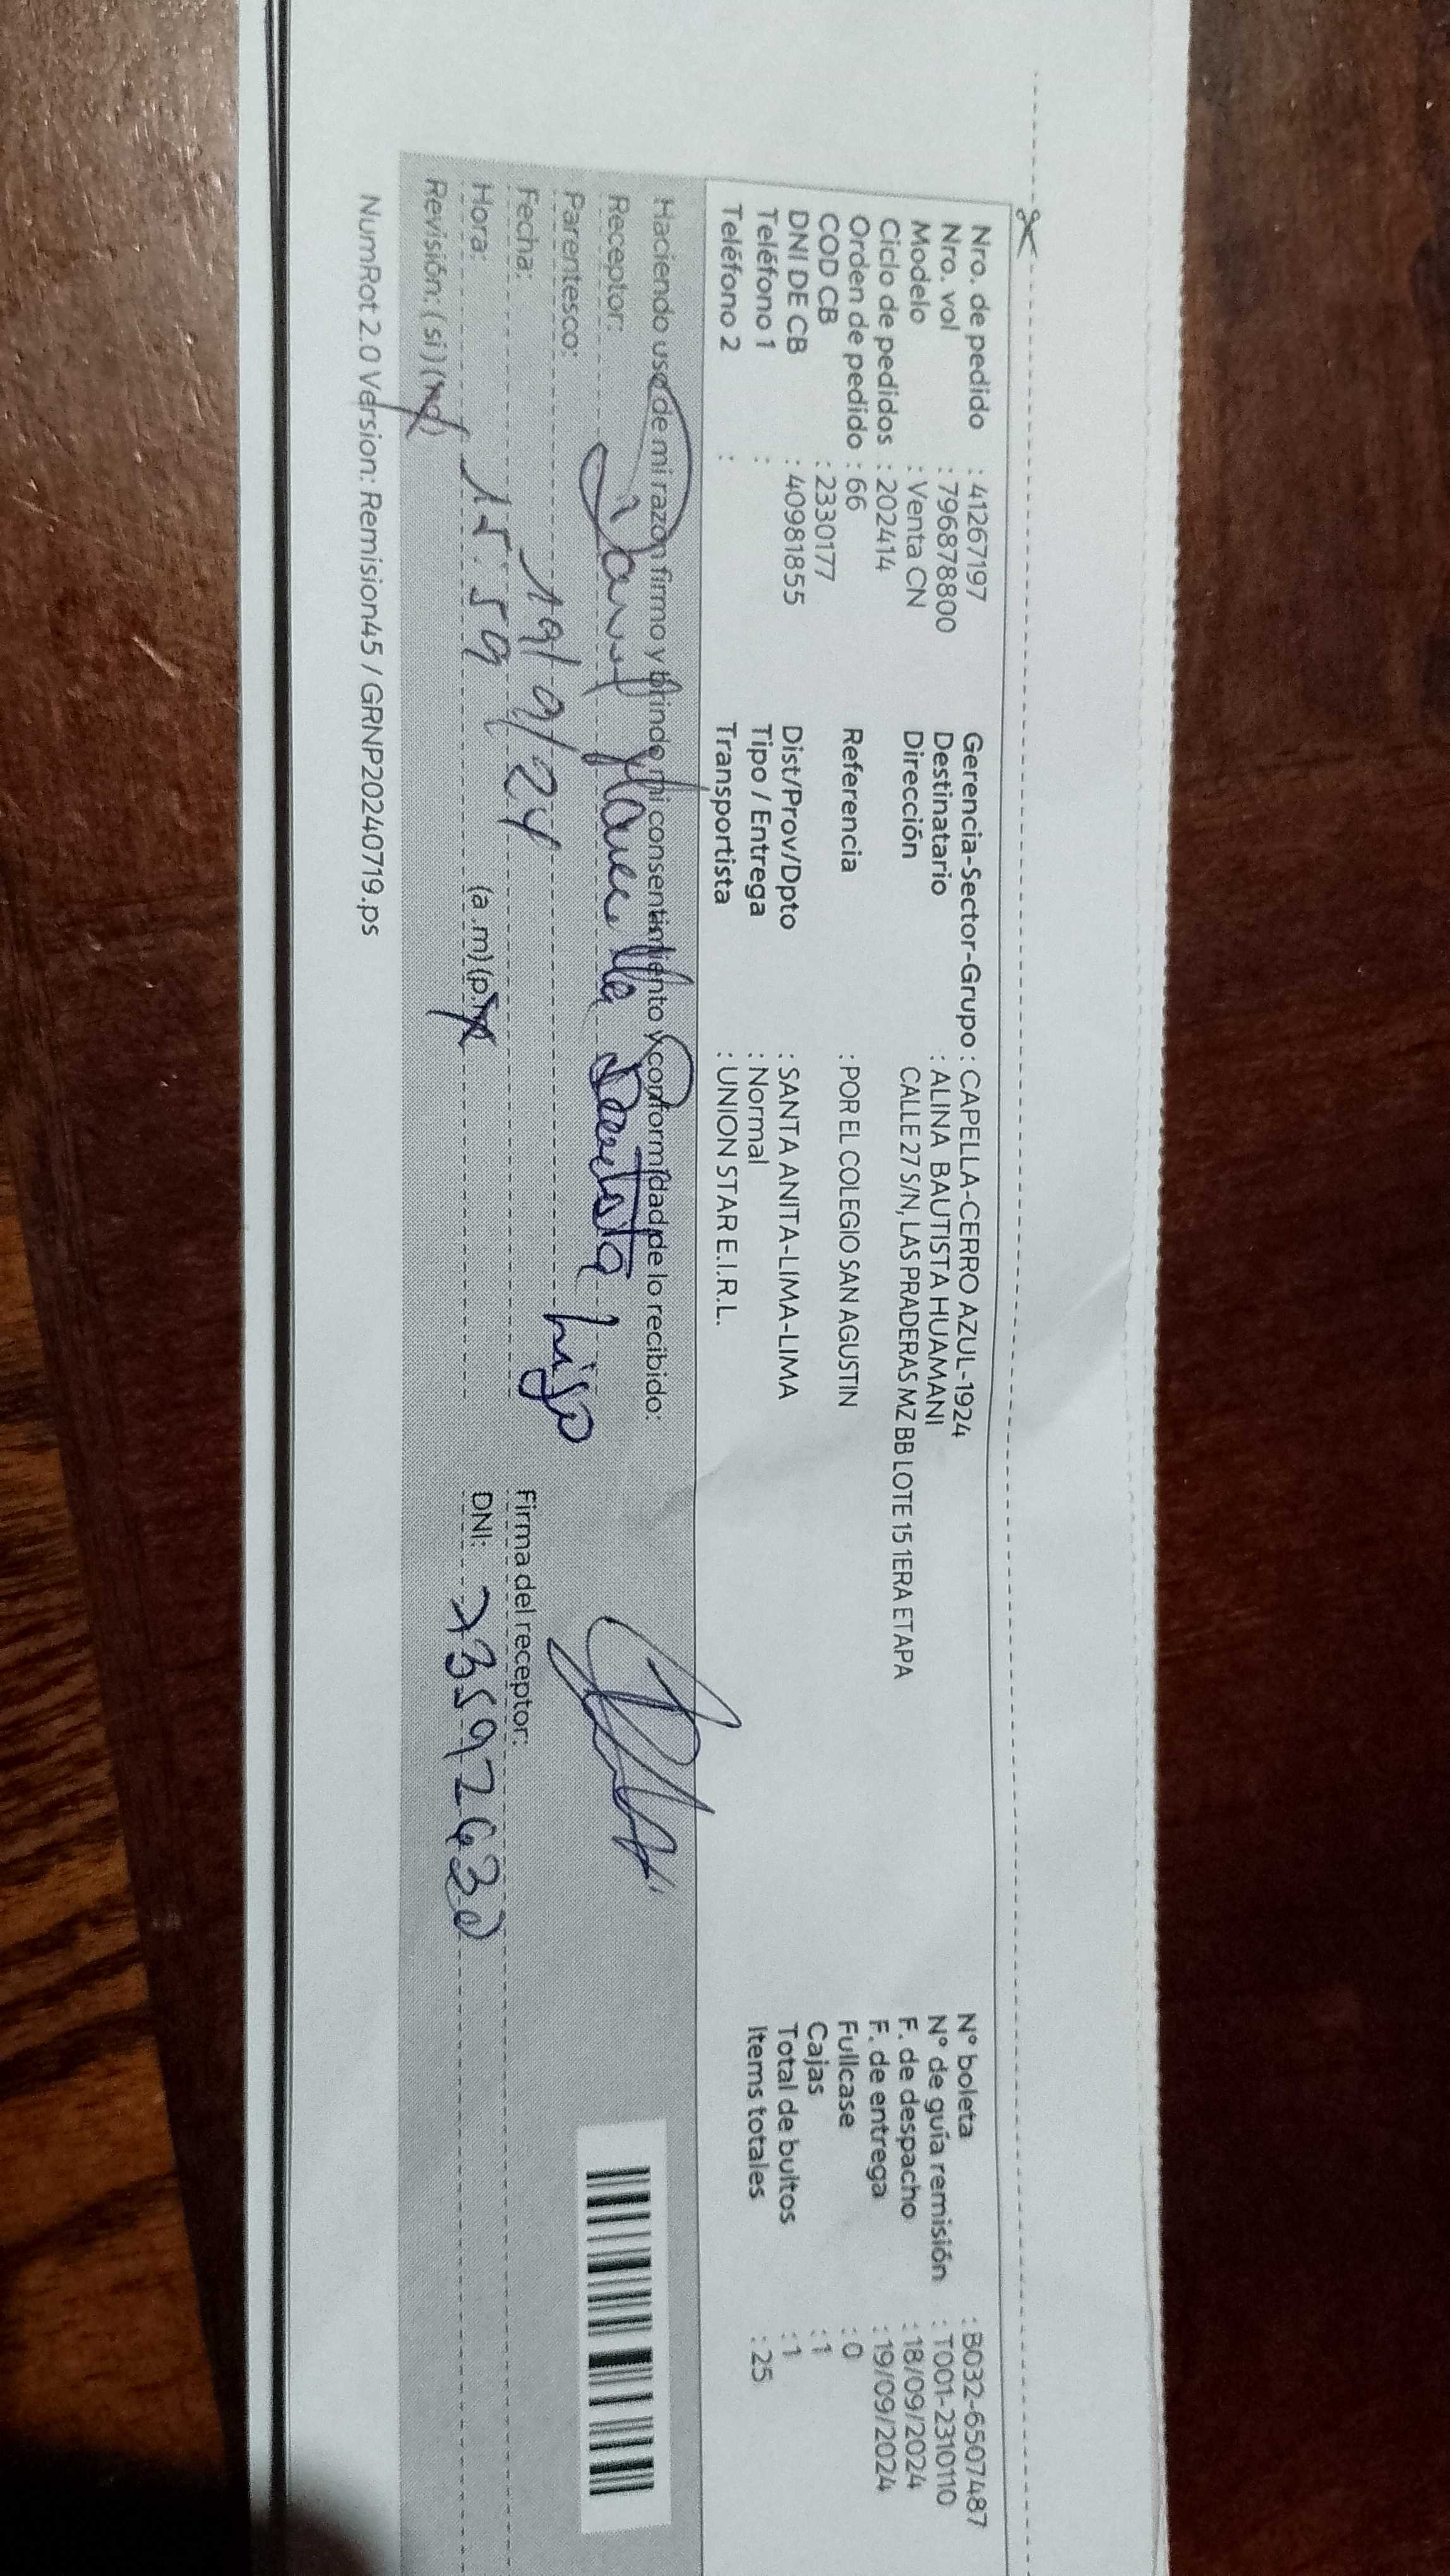 Nro. de pedido : 41267197
Nro. vol : 796878800
Modelo : Venta CN
Ciclo de pedidos : 202414
Orden de pedido : 66
COD CB : 2330177
DNI DE CB : 40981855
Teléfono 1 :
Teléfono 2 :
Gerencia-Sector-Grupo : CAPELLA-CERRO AZUL-1924
Destinatario : ALINA BAUTISTA HUAMANI
Dirección CALLE 27 S/N, LAS PRADERAS MZ BB LOTE 15 1ERA ETAPA
Referencia : POR EL COLEGIO SAN AGUSTIN
Dist/Prov/Dpto : SANTA ANITA-LIMA-LIMA
Tipo / Entrega : Normal
Transportista : UNION STAR E.I.R.L.
N° boleta : B032-6507487
N° de guía remisión : T001-2310110
F. de despacho : 18/09/2024
F. de entrega : 19/09/2024
Fullcase : 0
Cajas : 1
Total de bultos : 1
Items totales : 25
Haciendo uso de mi razón firmo y brindo mi consentimiento y conformidad de lo recibido:
Receptor:
Parentesco: hijo
Fecha: 19/9/24
Hora: 15:59 (a.m) (p.m)
Revisión: ( si ) (no)
Firma del receptor:
DNI:
NumRot 2.0 Version: Remision45 / GRNP20240719.ps